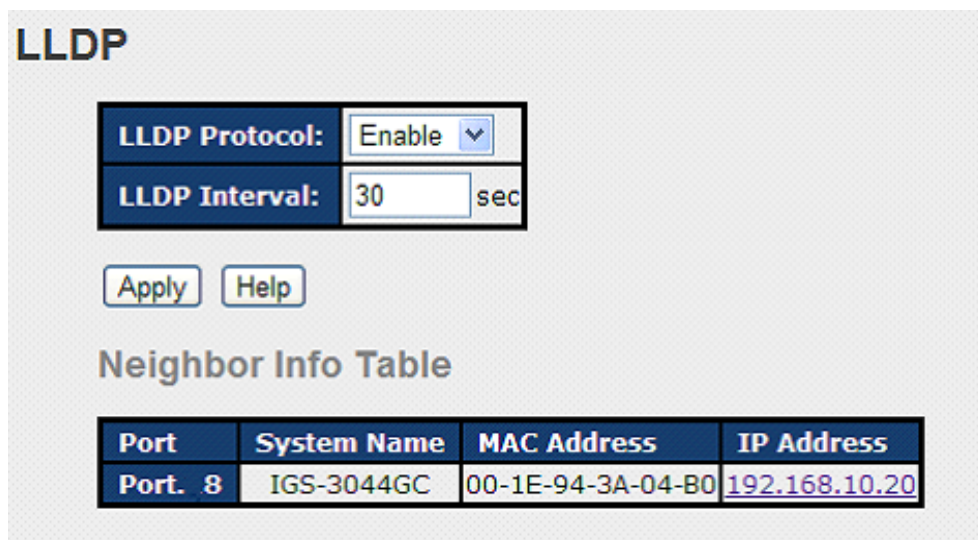 LLDP
LLDP Protocol: Enable
LLDP Interval: 30 sec
Apply Help
Neighbor Info Table
Port System Name MAC Address IP Address
Port. .8 IGS-3044GC 00-1E-94-3A-04-B0 192.168.10.20